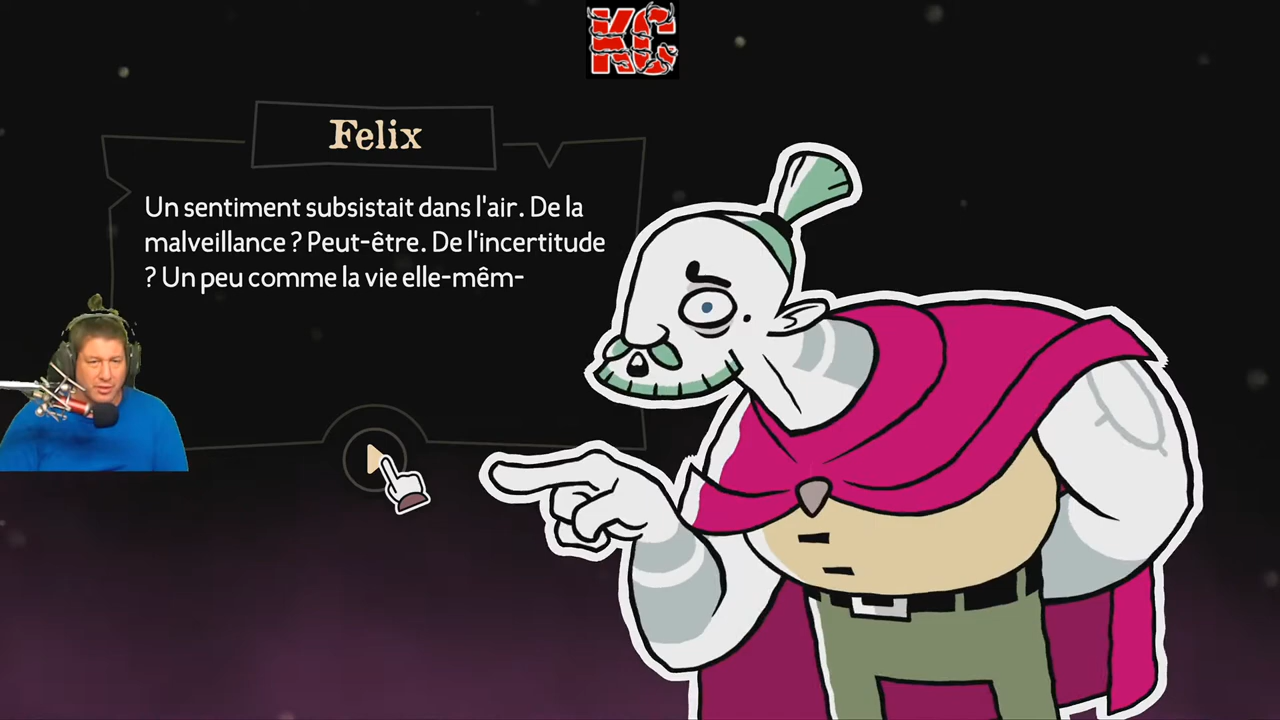 KC
Felix
Un sentiment subsistait dans l'air. De la
malveillance ? Peut-être. De l'incertitude
? Un peu comme la vie elle-mêm-